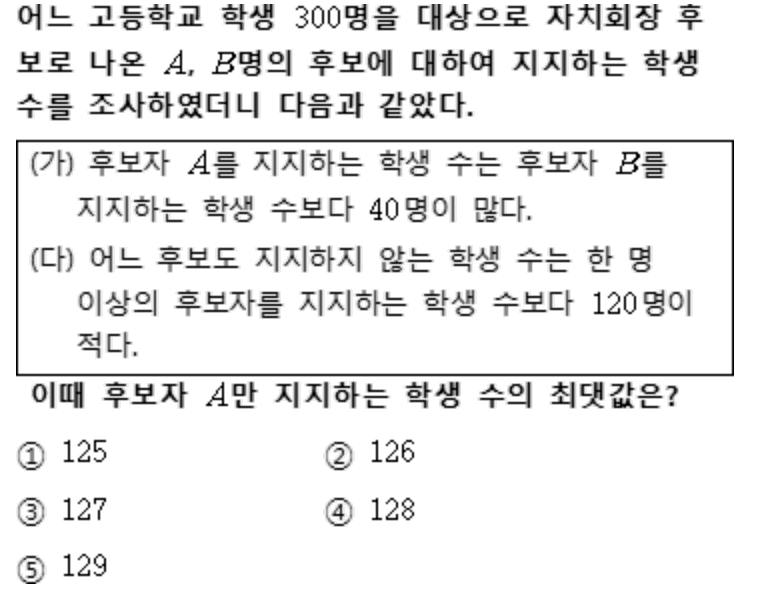 어느 고등학교 학생 300명을 대상으로 자치회장 후
보로 나온 A, B명의 후보에 대하여 지지하는 학생
수를 조사하였더니 다음과 같았다.
(가) 후보자 A를 지지하는 학생 수는 후보자 B를
지지하는 학생 수보다 40명이 많다.
(다) 어느 후보도 지지하지 않는 학생 수는 한 명
이상의 후보자를 지지하는 학생 수보다 120명이
적다.
이때 후보자 A만 지지하는 학생 수의 최댓값은?
① 125 ② 126
③ 127 ④ 128
⑤ 129